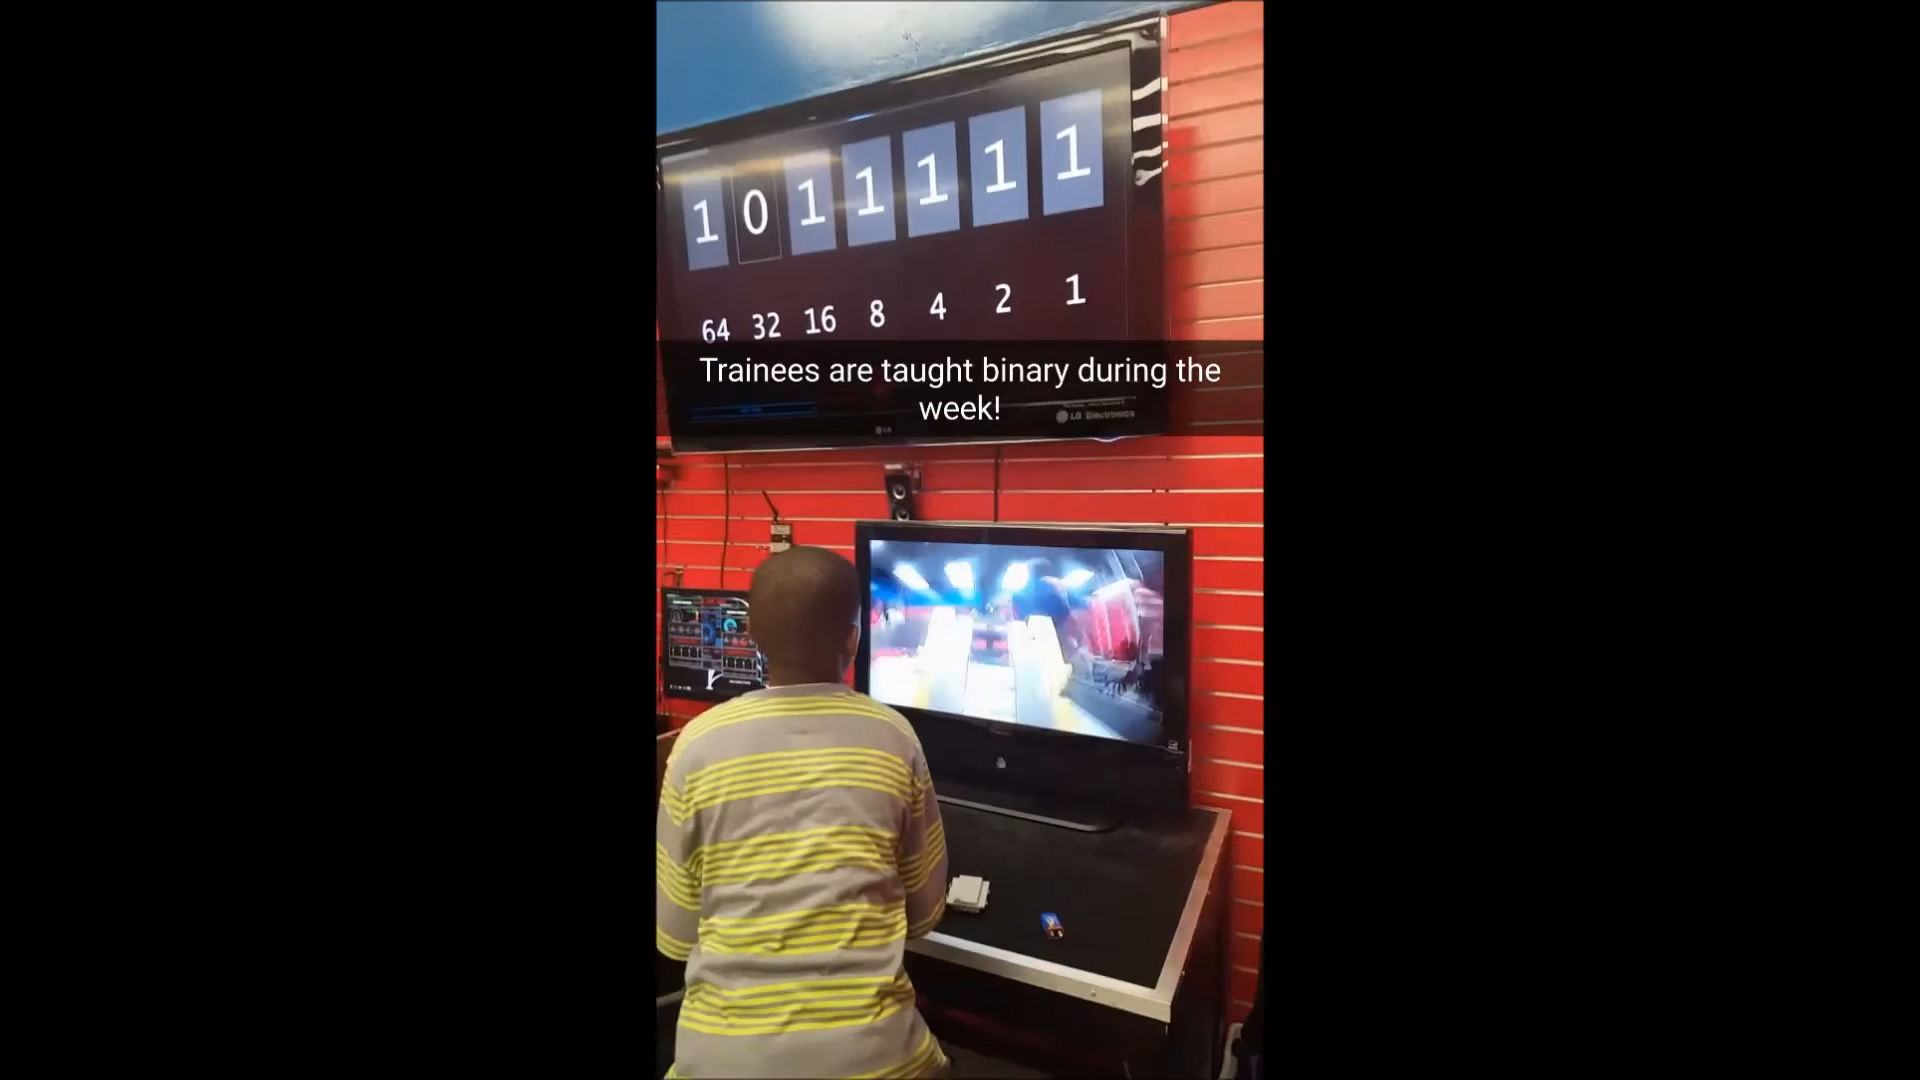 1 0 1 1 1 1 1
64 32 16 8 4 2 1
Trainees are taught binary during the
week!
LG Electronics
LG